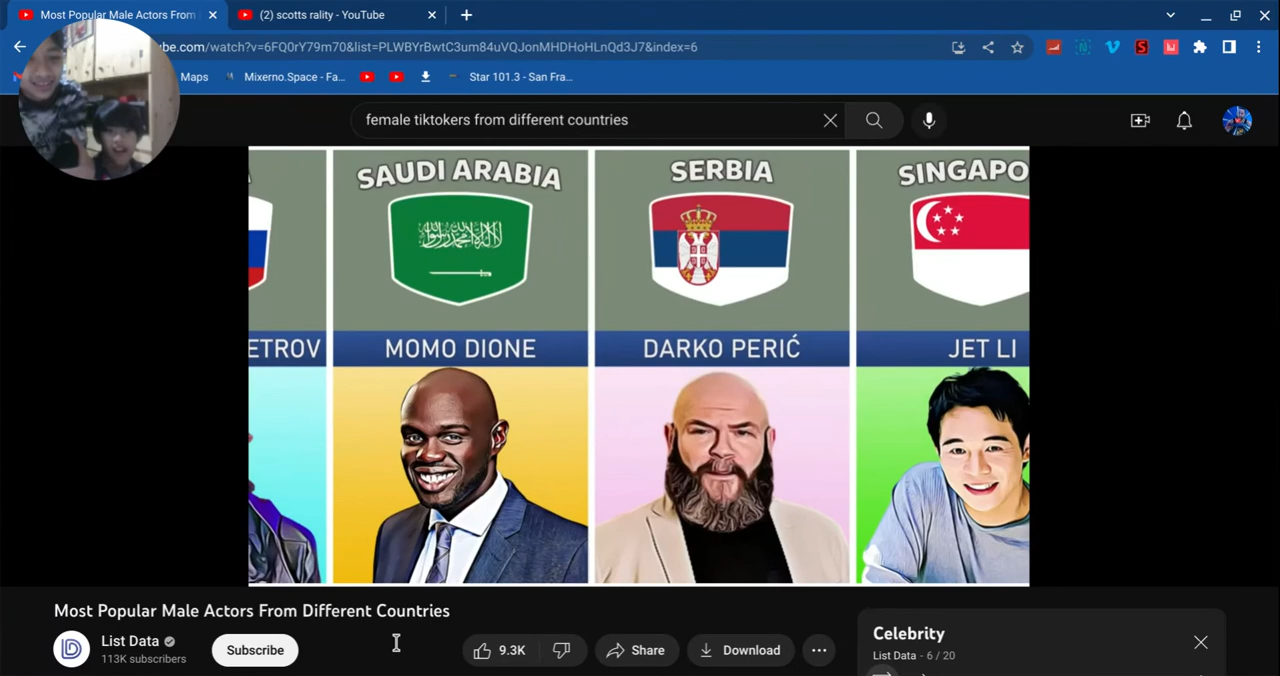 Most Popular Male Actors From
(2) scotts rality - YouTube
be.com/watch?v=6FQ0rY79m70&list=PLWBYrBwtC3um84uVQJonMHDHoHLnQd3J7&index=6
Maps
Mixerno.Space - Fa...
Star 101.3 - San Fra...
female tiktokers from different countries
SAUDI ARABIA
SERBIA
SINGAPO
ETROV
MOMO DIONE
DARKO PERIĆ
JET LI
Most Popular Male Actors From Different Countries
List Data
113K subscribers
Subscribe
9.3K
Share
Download
Celebrity
List Data - 6 / 20